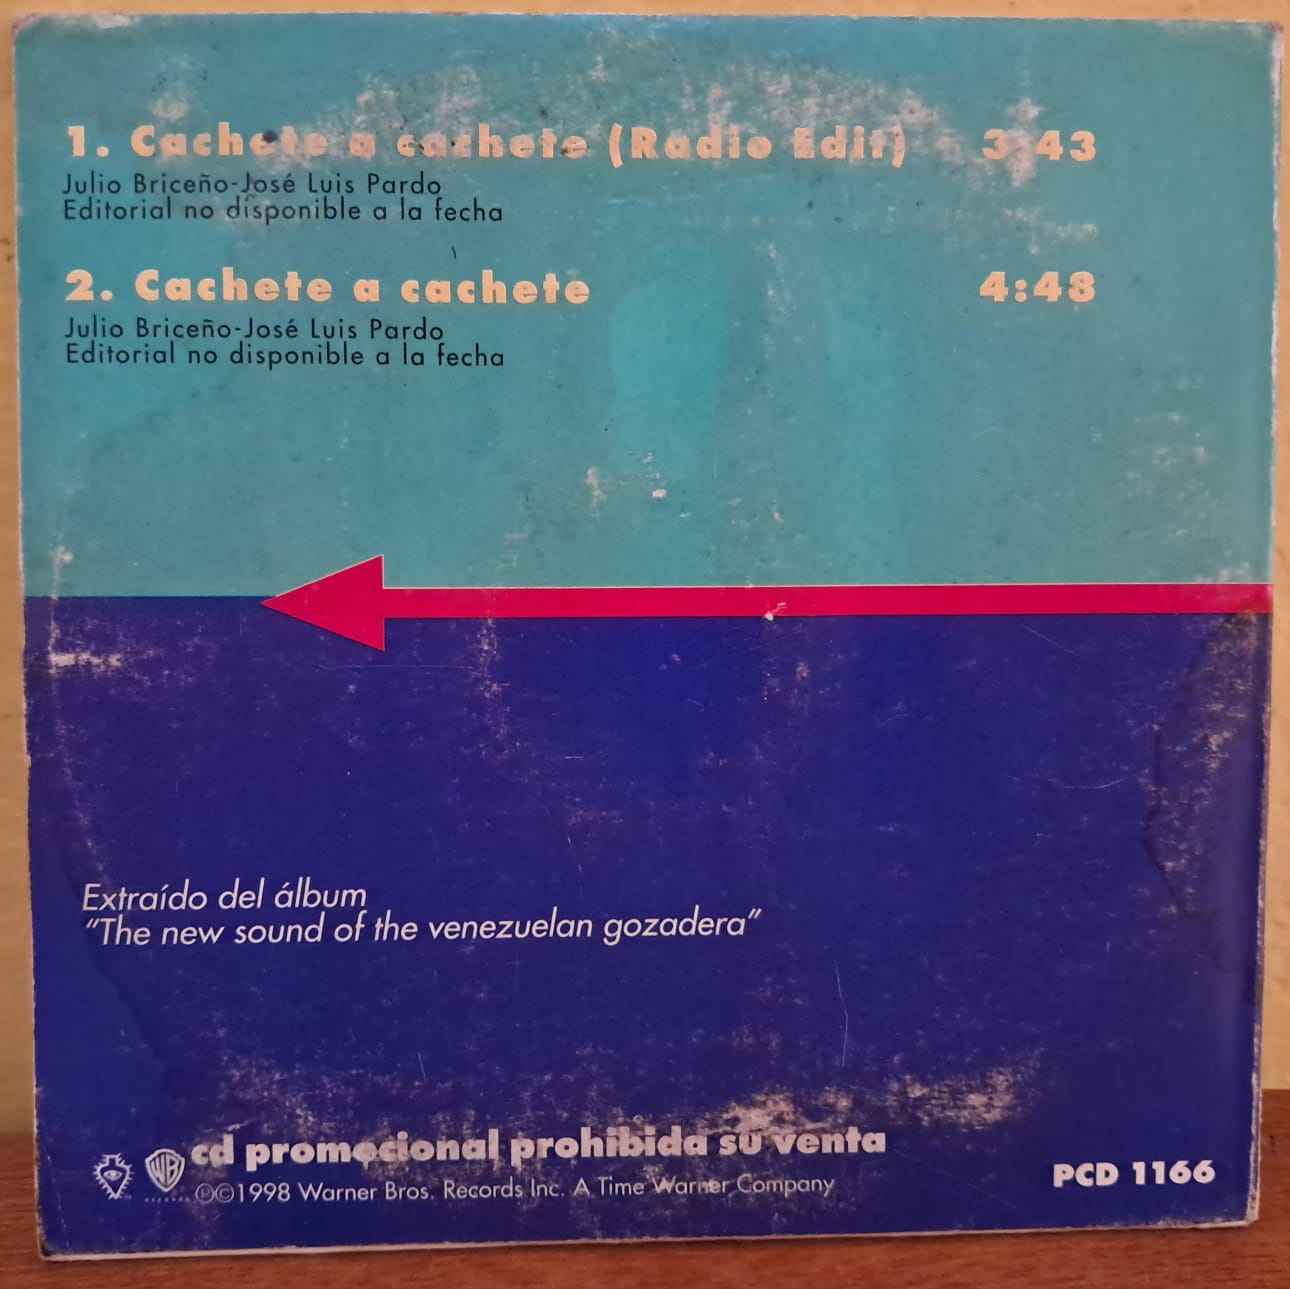 1. Cachete a cachete (Radio Edit) 3:43
Julio Briceño-José Luis Pardo
Editorial no disponible a la fecha
2. Cachete a cachete 4:48
Julio Briceño-José Luis Pardo
Editorial no disponible a la fecha
Extraído del álbum
"The new sound of the venezuelan gozadera"
WB cd promocional prohibida su venta
℗©1998 Warner Bros. Records Inc. A Time Warner Company
PCD 1166